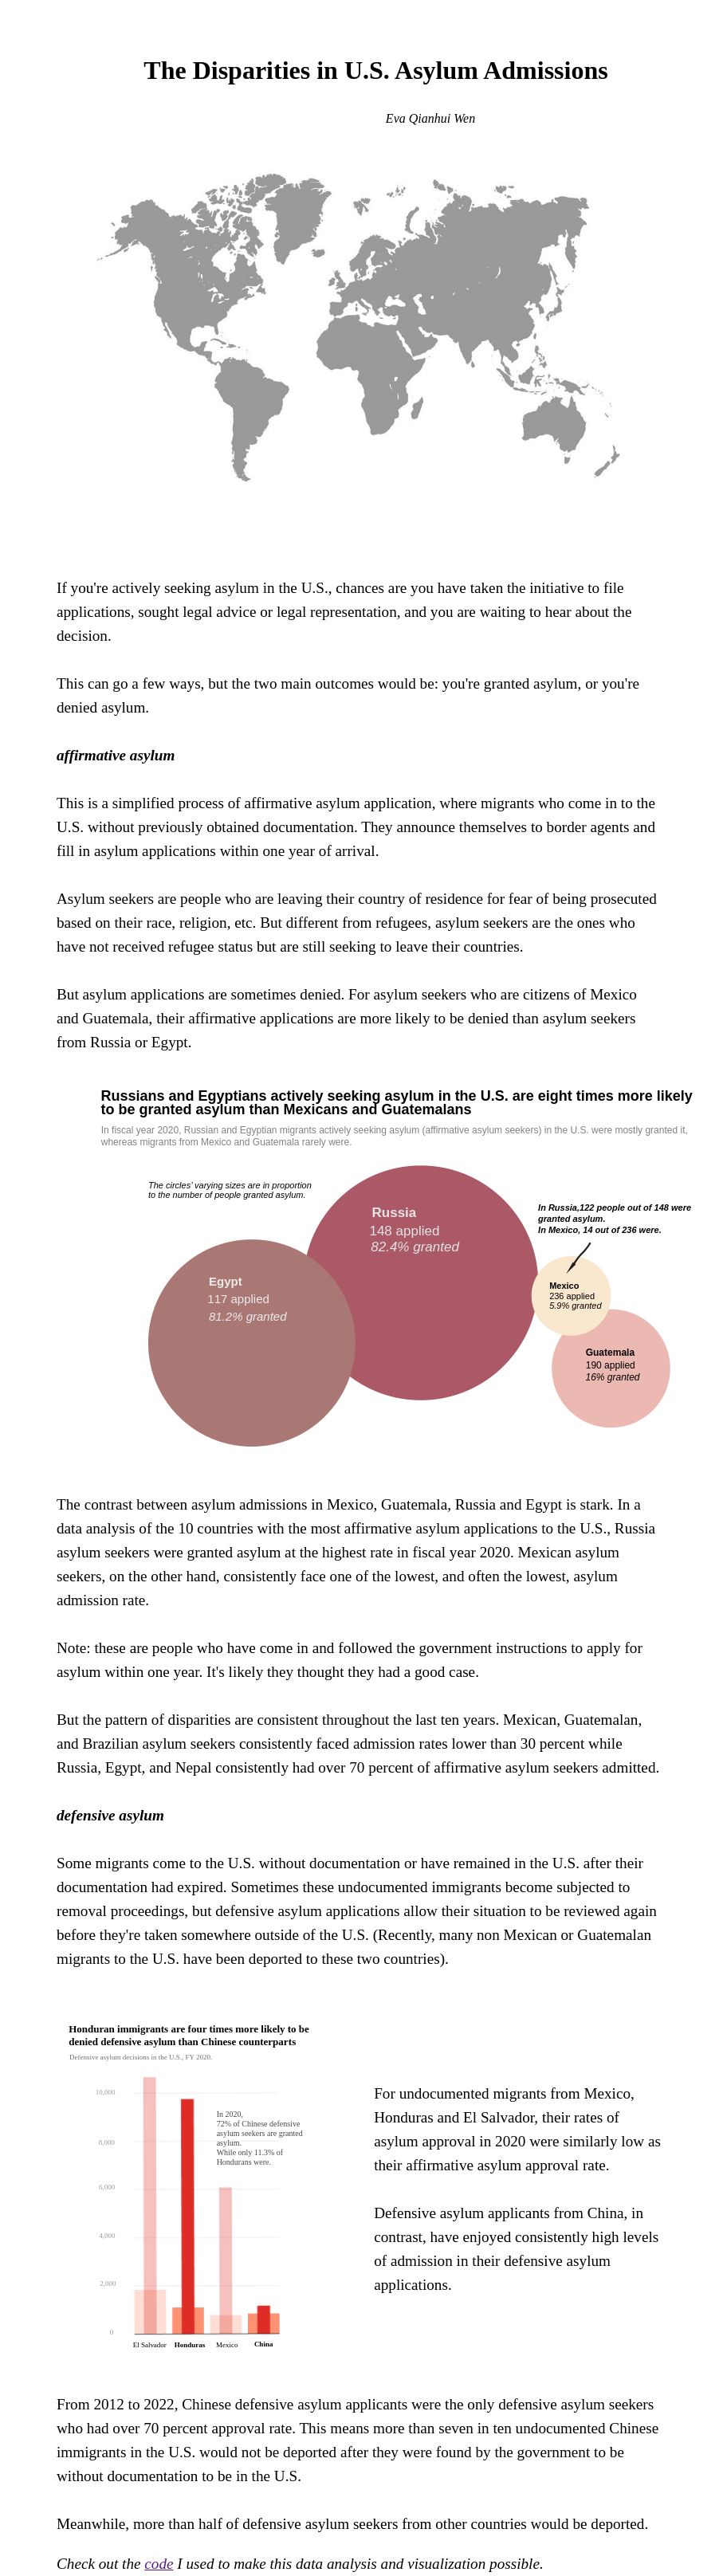 The Disparities in U.S. Asylum Admissions
Eva Qianhui Wen
If you're actively seeking asylum in the U.S., chances are you have taken the initiative to file
applications, sought legal advice or legal representation, and you are waiting to hear about the
decision.
This can go a few ways, but the two main outcomes would be: you're granted asylum, or you're
denied asylum.
affirmative asylum
This is a simplified process of affirmative asylum application, where migrants who come in to the
U.S. without previously obtained documentation. They announce themselves to border agents and
fill in asylum applications within one year of arrival.
Asylum seekers are people who are leaving their country of residence for fear of being prosecuted
based on their race, religion, etc. But different from refugees, asylum seekers are the ones who
have not received refugee status but are still seeking to leave their countries.
But asylum applications are sometimes denied. For asylum seekers who are citizens of Mexico
and Guatemala, their affirmative applications are more likely to be denied than asylum seekers
from Russia or Egypt.
Russians and Egyptians actively seeking asylum in the U.S. are eight times more likely
to be granted asylum than Mexicans and Guatemalans
In fiscal year 2020, Russian and Egyptian migrants actively seeking asylum (affirmative asylum seekers) in the U.S. were mostly granted it,
whereas migrants from Mexico and Guatemala rarely were.
The circles' varying sizes are in proportion
to the number of people granted asylum.
Russia
148 applied
82.4% granted
In Russia,122 people out of 148 were
granted asylum.
In Mexico, 14 out of 236 were.
Egypt
117 applied
81.2% granted
Mexico
236 applied
5.9% granted
Guatemala
190 applied
16% granted
The contrast between asylum admissions in Mexico, Guatemala, Russia and Egypt is stark. In a
data analysis of the 10 countries with the most affirmative asylum applications to the U.S., Russia
asylum seekers were granted asylum at the highest rate in fiscal year 2020. Mexican asylum
seekers, on the other hand, consistently face one of the lowest, and often the lowest, asylum
admission rate.
Note: these are people who have come in and followed the government instructions to apply for
asylum within one year. It's likely they thought they had a good case.
But the pattern of disparities are consistent throughout the last ten years. Mexican, Guatemalan,
and Brazilian asylum seekers consistently faced admission rates lower than 30 percent while
Russia, Egypt, and Nepal consistently had over 70 percent of affirmative asylum seekers admitted.
defensive asylum
Some migrants come to the U.S. without documentation or have remained in the U.S. after their
documentation had expired. Sometimes these undocumented immigrants become subjected to
removal proceedings, but defensive asylum applications allow their situation to be reviewed again
before they're taken somewhere outside of the U.S. (Recently, many non Mexican or Guatemalan
migrants to the U.S. have been deported to these two countries).
Honduran immigrants are four times more likely to be
denied defensive asylum than Chinese counterparts
Defensive asylum decisions in the U.S., FY 2020.
10,000
8,000
6,000
4,000
2,000
0
In 2020,
72% of Chinese defensive
asylum seekers are granted
asylum.
While only 11.3% of
Hondurans were.
El Salvador Honduras Mexico China
For undocumented migrants from Mexico,
Honduras and El Salvador, their rates of
asylum approval in 2020 were similarly low as
their affirmative asylum approval rate.
Defensive asylum applicants from China, in
contrast, have enjoyed consistently high levels
of admission in their defensive asylum
applications.
From 2012 to 2022, Chinese defensive asylum applicants were the only defensive asylum seekers
who had over 70 percent approval rate. This means more than seven in ten undocumented Chinese
immigrants in the U.S. would not be deported after they were found by the government to be
without documentation to be in the U.S.
Meanwhile, more than half of defensive asylum seekers from other countries would be deported.
Check out the code I used to make this data analysis and visualization possible.